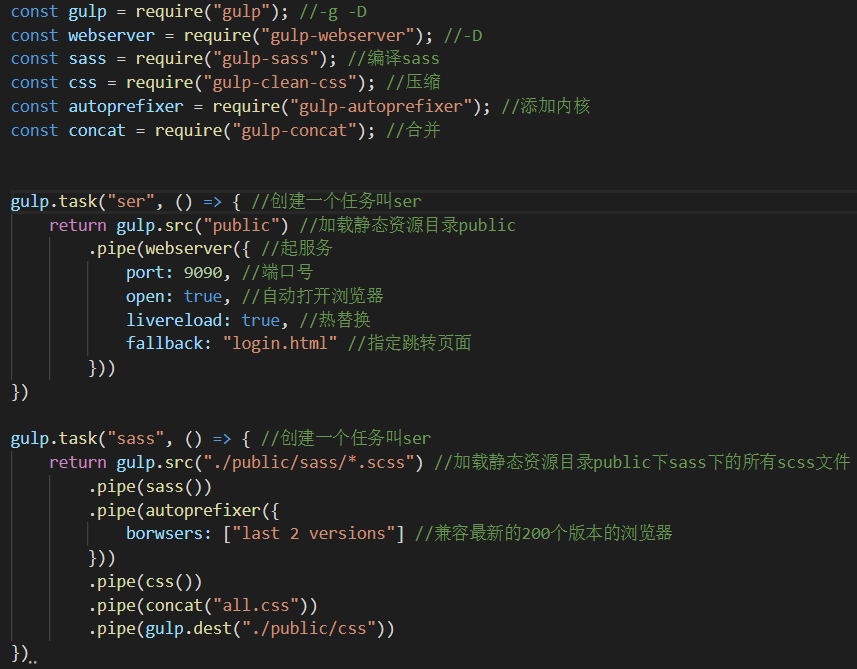 const gulp = require("gulp"); //-g -D
const webserver = require("gulp-webserver"); //-D
const sass = require("gulp-sass"); //编译sass
const css = require("gulp-clean-css"); //压缩
const autoprefixer = require("gulp-autoprefixer"); //添加内核
const concat = require("gulp-concat"); //合并
gulp.task("ser", () => { //创建一个任务叫ser
return gulp.src("public") //加载静态资源目录public
.pipe(webserver({ //起服务
port: 9090, //端口号
open: true, //自动打开浏览器
livereload: true, //热替换
fallback: "login.html" //指定跳转页面
}))
})
gulp.task("sass", () => { //创建一个任务叫ser
return gulp.src("./public/sass/*.scss") //加载静态资源目录public下sass下的所有scss文件
.pipe(sass())
.pipe(autoprefixer({
borwsers: ["last 2 versions"] //兼容最新的200个版本的浏览器
}))
.pipe(css())
.pipe(concat("all.css"))
.pipe(gulp.dest("./public/css"))
})